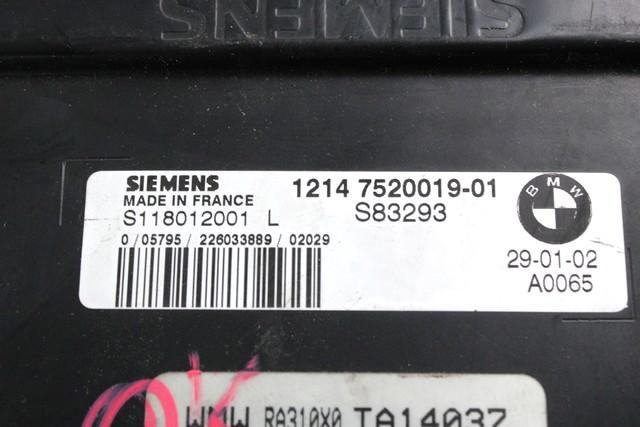 SIEMENS
SIEMENS 1214 7520019-01 BMW
MADE IN FRANCE
S118012001 L S83293
0 / 05795 / 226033889 / 02029
29-01-02
A0065
OK
WMW RA310X0 TA14037